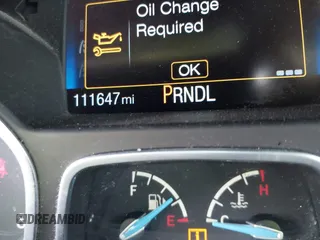 Oil Change
Required
OK
111647 mi PRNDL
F
E
H
C
DREAMBID